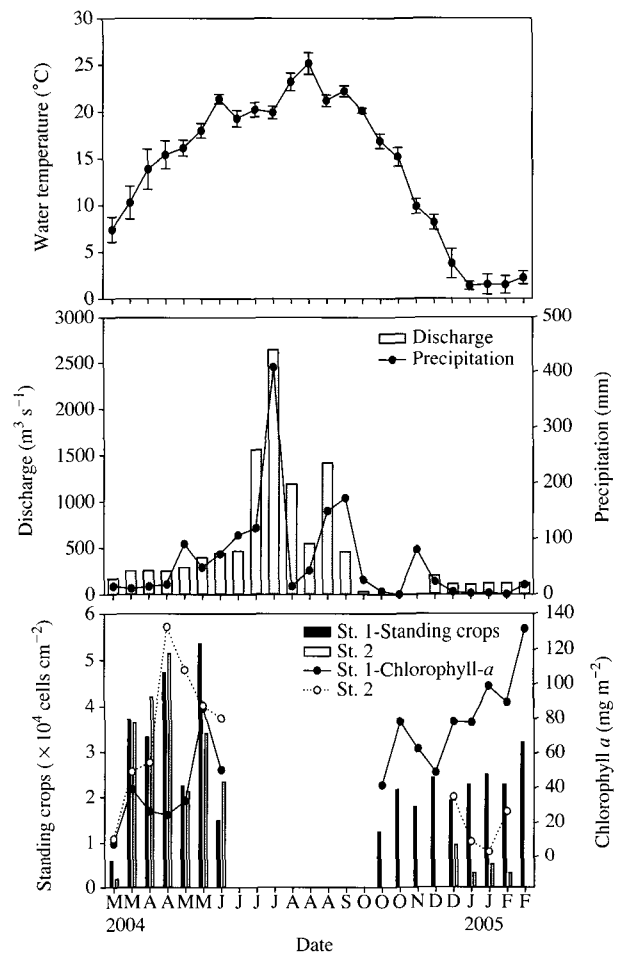 30
25
20
15
10
5
0
Water temperature (°C)
3000
2500
2000
1500
1000
500
0
Discharge (m³ s⁻¹)
Discharge
Precipitation
500
400
300
200
100
0
Precipitation (mm)
6
5
4
3
2
1
0
Standing crops (× 10⁴ cells cm⁻²)
St. 1-Standing crops
St. 2
St. 1-Chlorophyll-a
St. 2
140
120
100
80
60
40
20
0
Chlorophyll a (mg m⁻²)
M M A A M M J J J J A A A S O O O N D D J J F F
2004 2005
Date